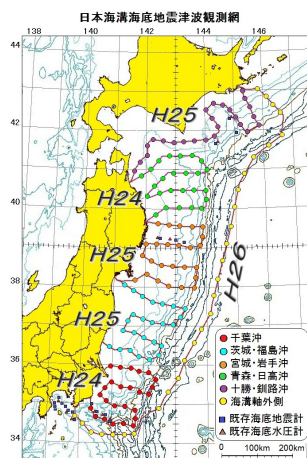 日本海溝海底地震津波観測網
138
140
142
144
146
44
42
40
38
36
34
H25
H24
H25
H26
H25
H24
千葉沖
茨城・福島沖
宮城・岩手沖
青森・日高沖
十勝・釧路沖
海溝軸外側
既存海底地震計
既存海底水圧計
0 100km 200km